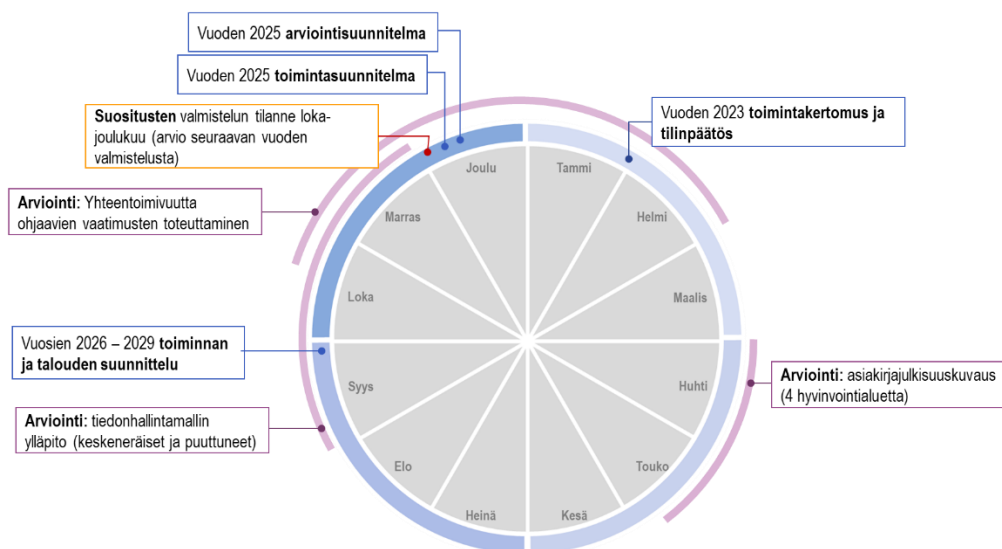 Vuoden 2025 arviointisuunnitelma
Vuoden 2025 toimintasuunnitelma
Suositusten valmistelun tilanne loka-
joulukuu (arvio seuraavan vuoden
valmistelusta)
Vuoden 2023 toimintakertomus ja
tilinpäätös
Arviointi: Yhteentoimivuutta
ohjaavien vaatimusten toteuttaminen
Vuosien 2026 – 2029 toiminnan
ja talouden suunnittelu
Arviointi: tiedonhallintamallin
ylläpito (keskeneräiset ja puuttuneet)
Arviointi: asiakirjajulkisuuskuvaus
(4 hyvinvointialuetta)
Tammi
Helmi
Maalis
Huhti
Touko
Kesä
Heinä
Elo
Syys
Loka
Marras
Joulu